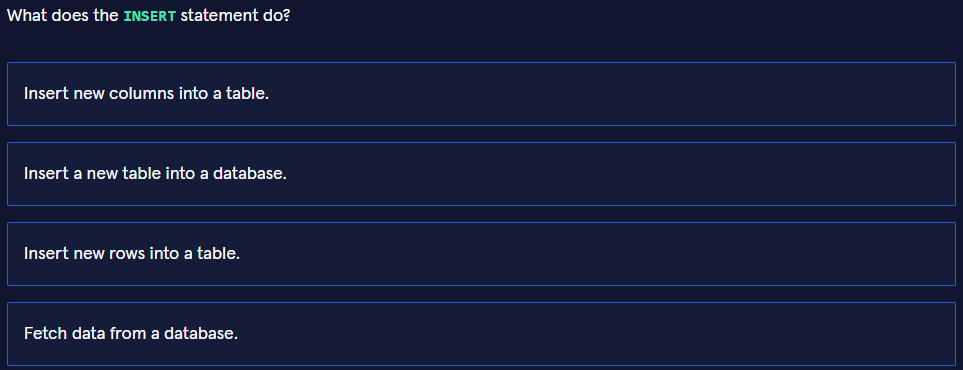 What does the INSERT statement do?
Insert new columns into a table.
Insert a new table into a database.
Insert new rows into a table.
Fetch data from a database.